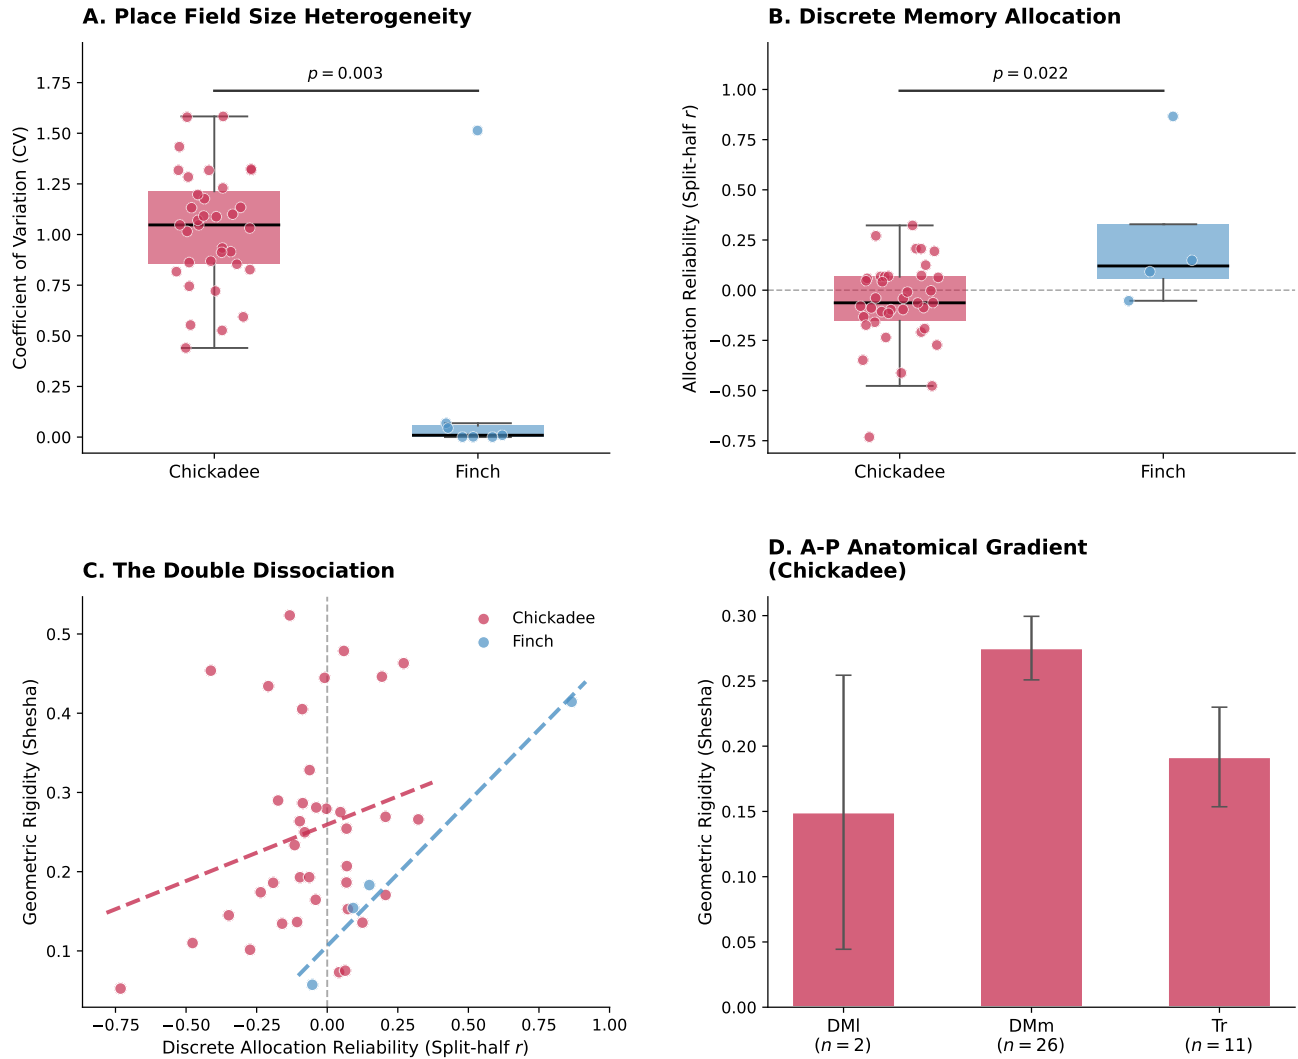 A. Place Field Size Heterogeneity
Coefficient of Variation (CV)
1.75
1.50
1.25
1.00
0.75
0.50
0.25
0.00
p = 0.003
Chickadee
Finch
B. Discrete Memory Allocation
Allocation Reliability (Split-half r)
1.00
0.75
0.50
0.25
0.00
−0.25
−0.50
−0.75
p = 0.022
Chickadee
Finch
C. The Double Dissociation
Geometric Rigidity (Shesha)
0.5
0.4
0.3
0.2
0.1
Chickadee
Finch
−0.75
−0.50
−0.25
0.00
0.25
0.50
0.75
1.00
Discrete Allocation Reliability (Split-half r)
D. A-P Anatomical Gradient
(Chickadee)
Geometric Rigidity (Shesha)
0.30
0.25
0.20
0.15
0.10
0.05
0.00
DMl
(n = 2)
DMm
(n = 26)
Tr
(n = 11)